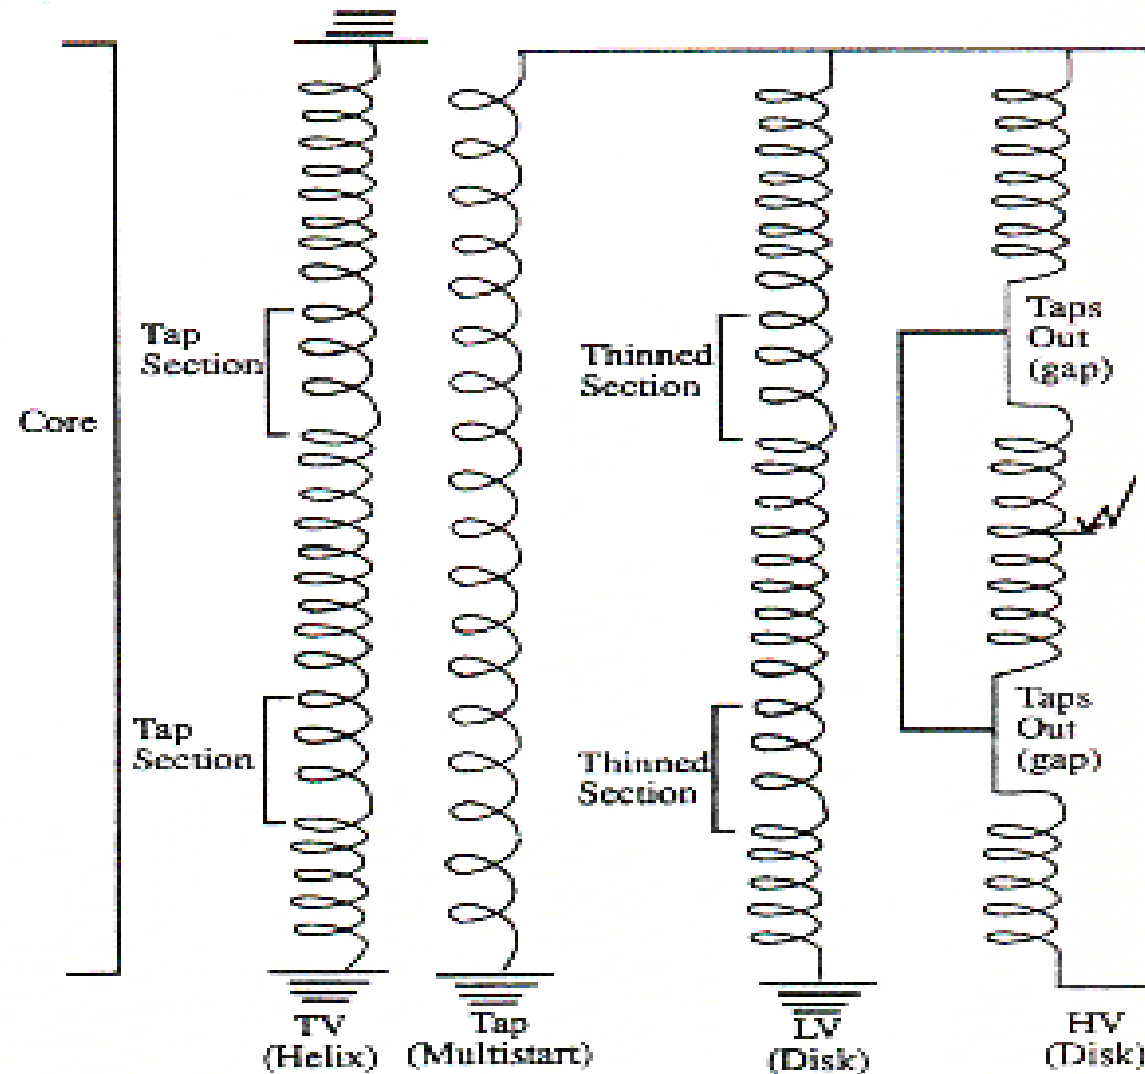 Tap
Section
Core
Tap
Section
Thinned
Section
Thinned
Section
Taps
Out
(gap)
Taps
Out
(gap)
TV
(Helix)
Tap
(Multistart)
LV
(Disk)
HV
(Disk)